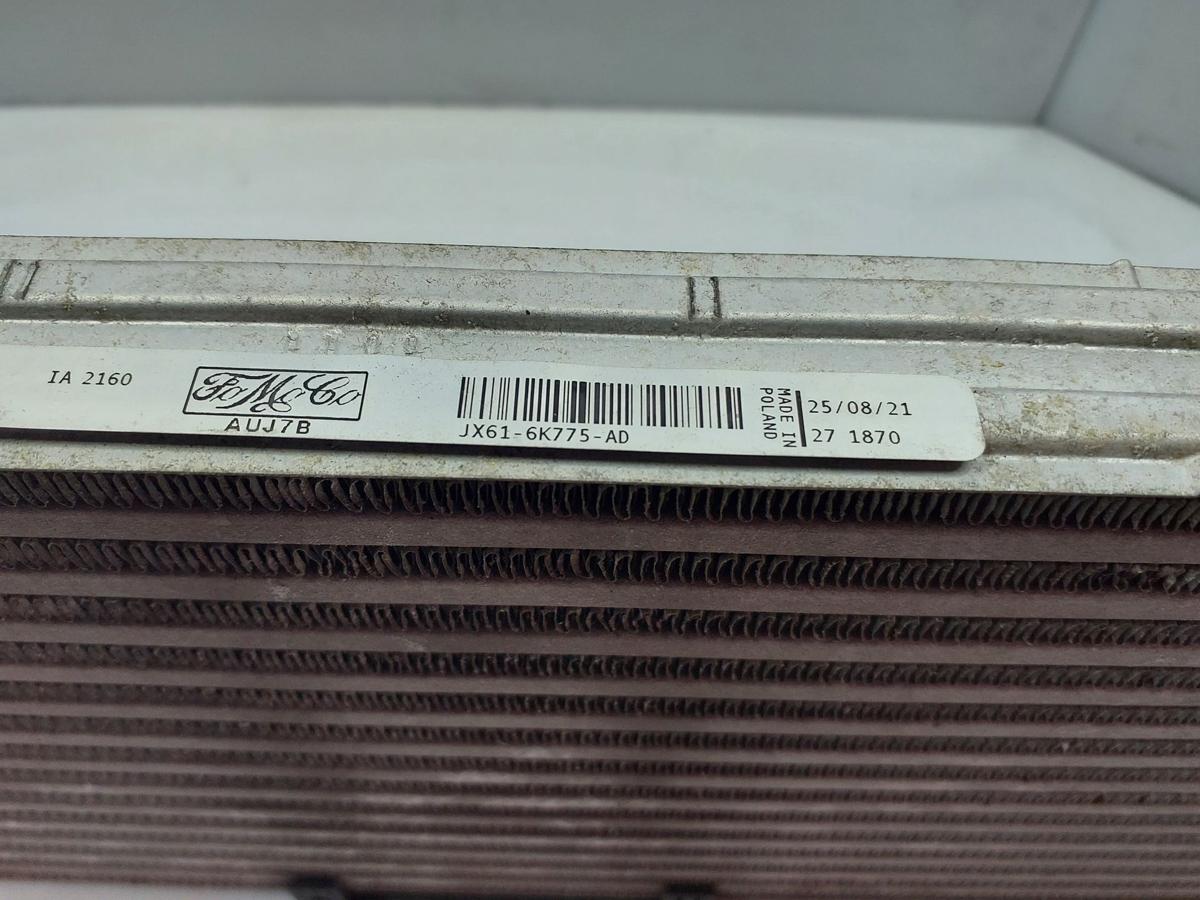 IA 2160
FoMoCo
AUJ7B
JX61-6K775-AD
MADE IN
POLAND
25/08/21
27 1870